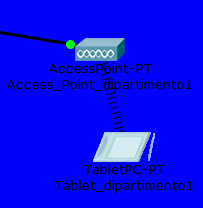 AccessPoint-PT
Access_Point_dipartimento1
TabletPC-PT
Tablet_dipartimento1